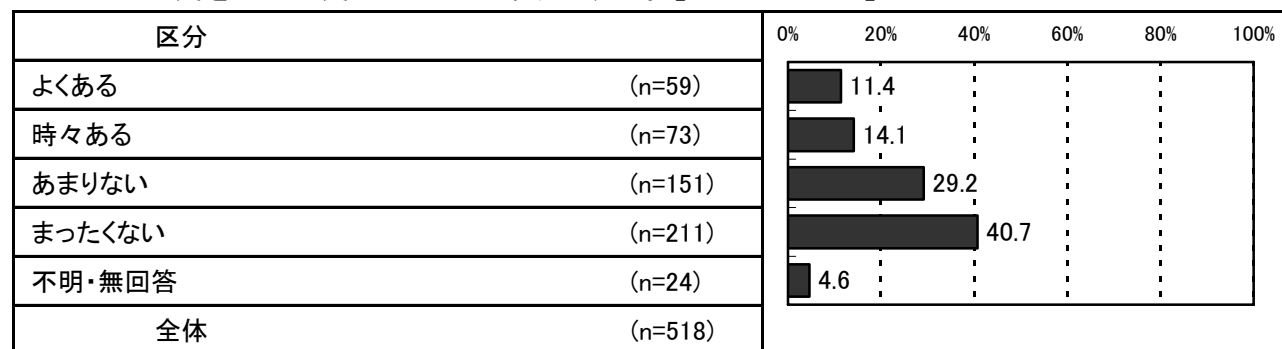 区分 0% 20% 40% 60% 80% 100%
よくある (n=59) 11.4
時々ある (n=73) 14.1
あまりない (n=151) 29.2
まったくない (n=211) 40.7
不明・無回答 (n=24) 4.6
全体 (n=518)